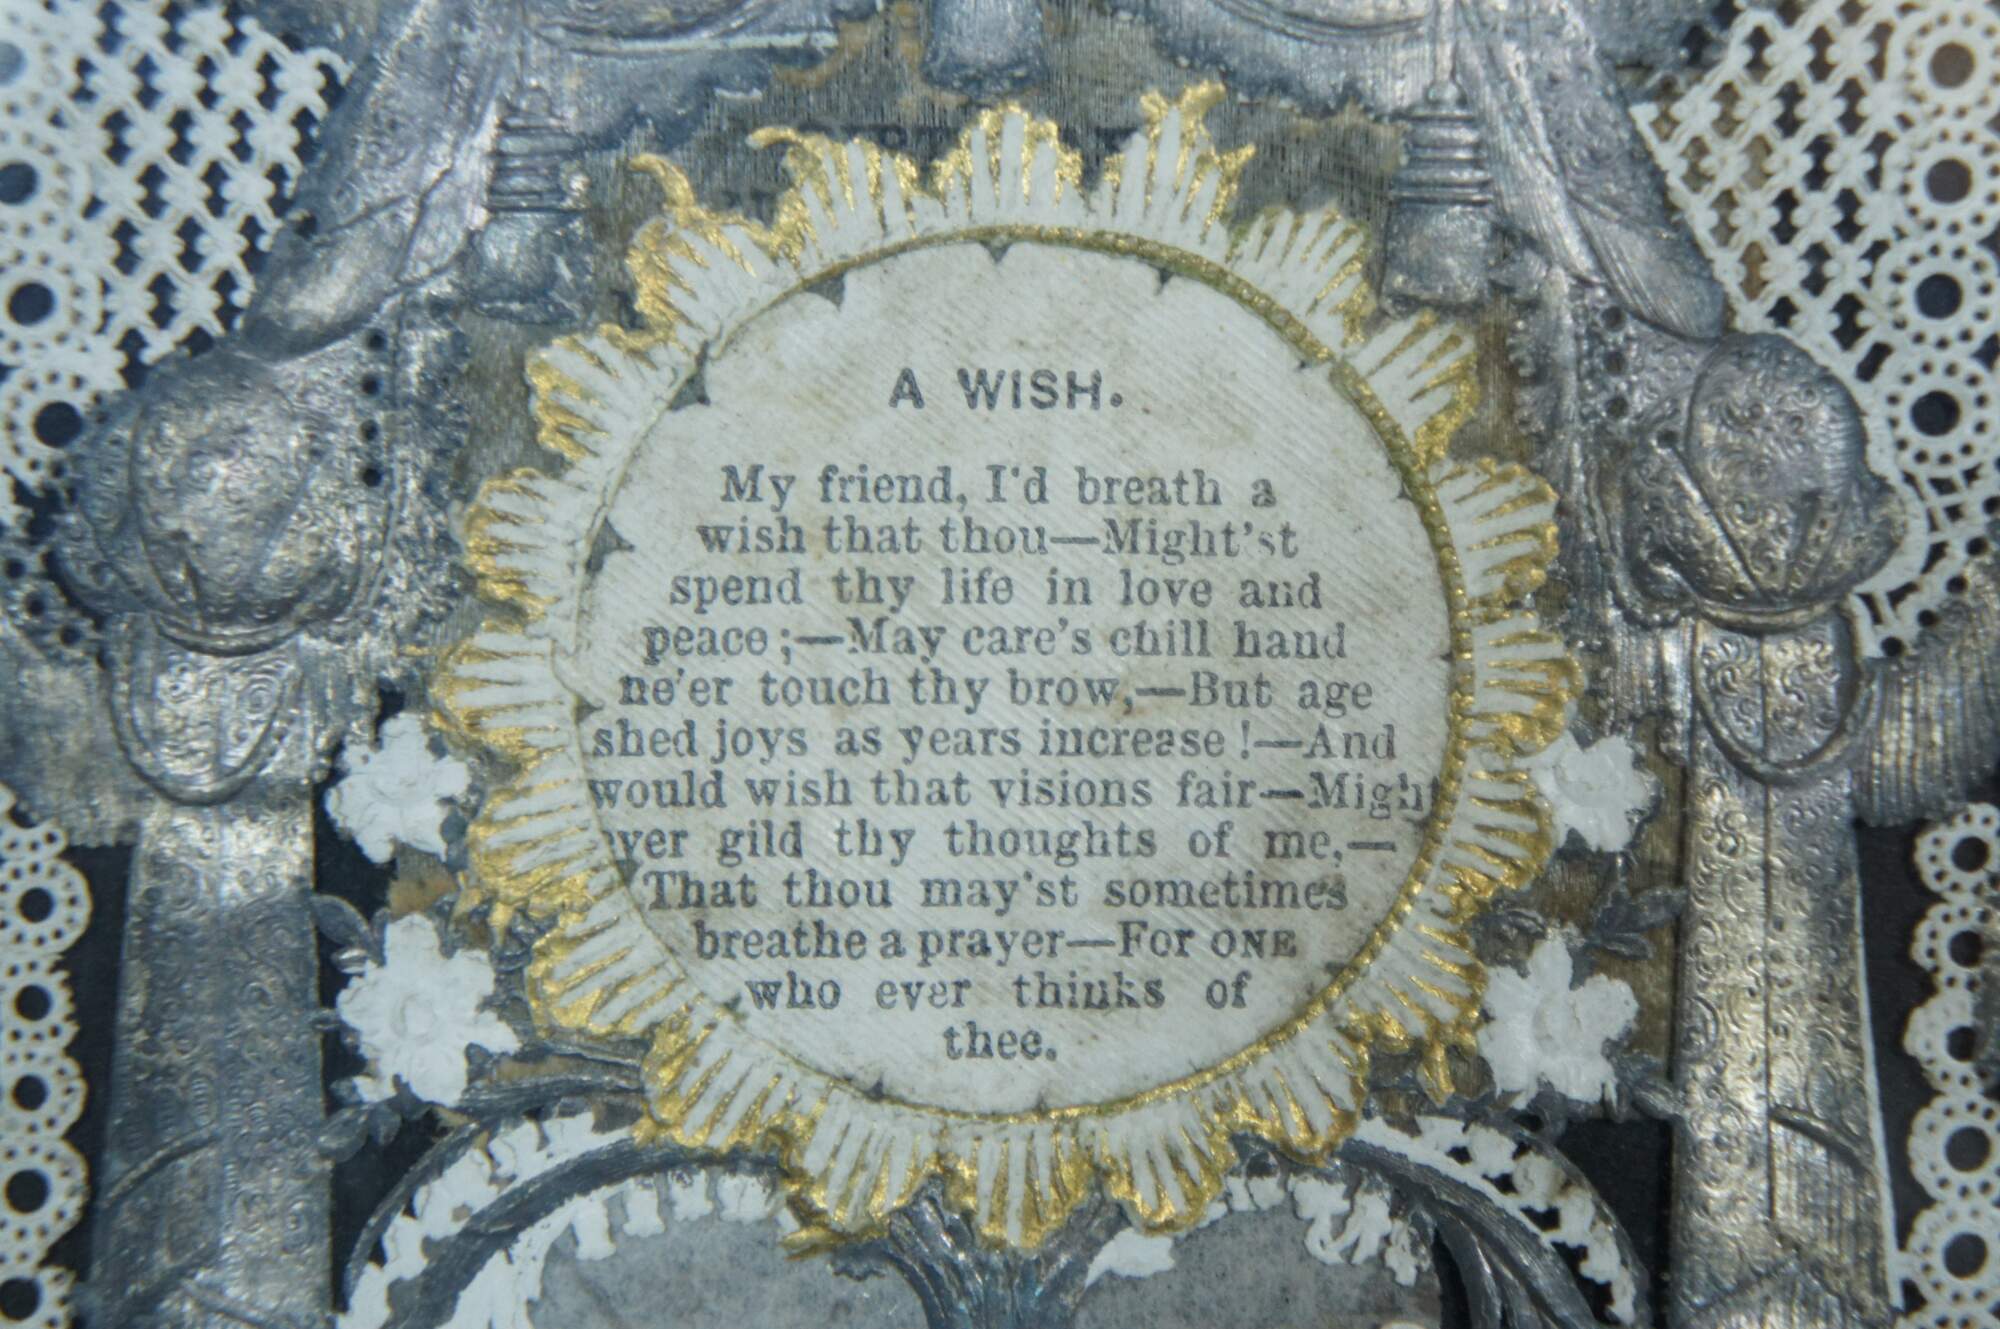 A WISH.
My friend, I'd breath a
wish that thou—Might'st
spend thy life in love and
peace;—May care's chill hand
ne'er touch thy brow,—But age
shed joys as years increase!—And
would wish that visions fair—Might
ever gild thy thoughts of me,—
That thou may'st sometimes
breathe a prayer—For ONE
who ever thinks of
thee.